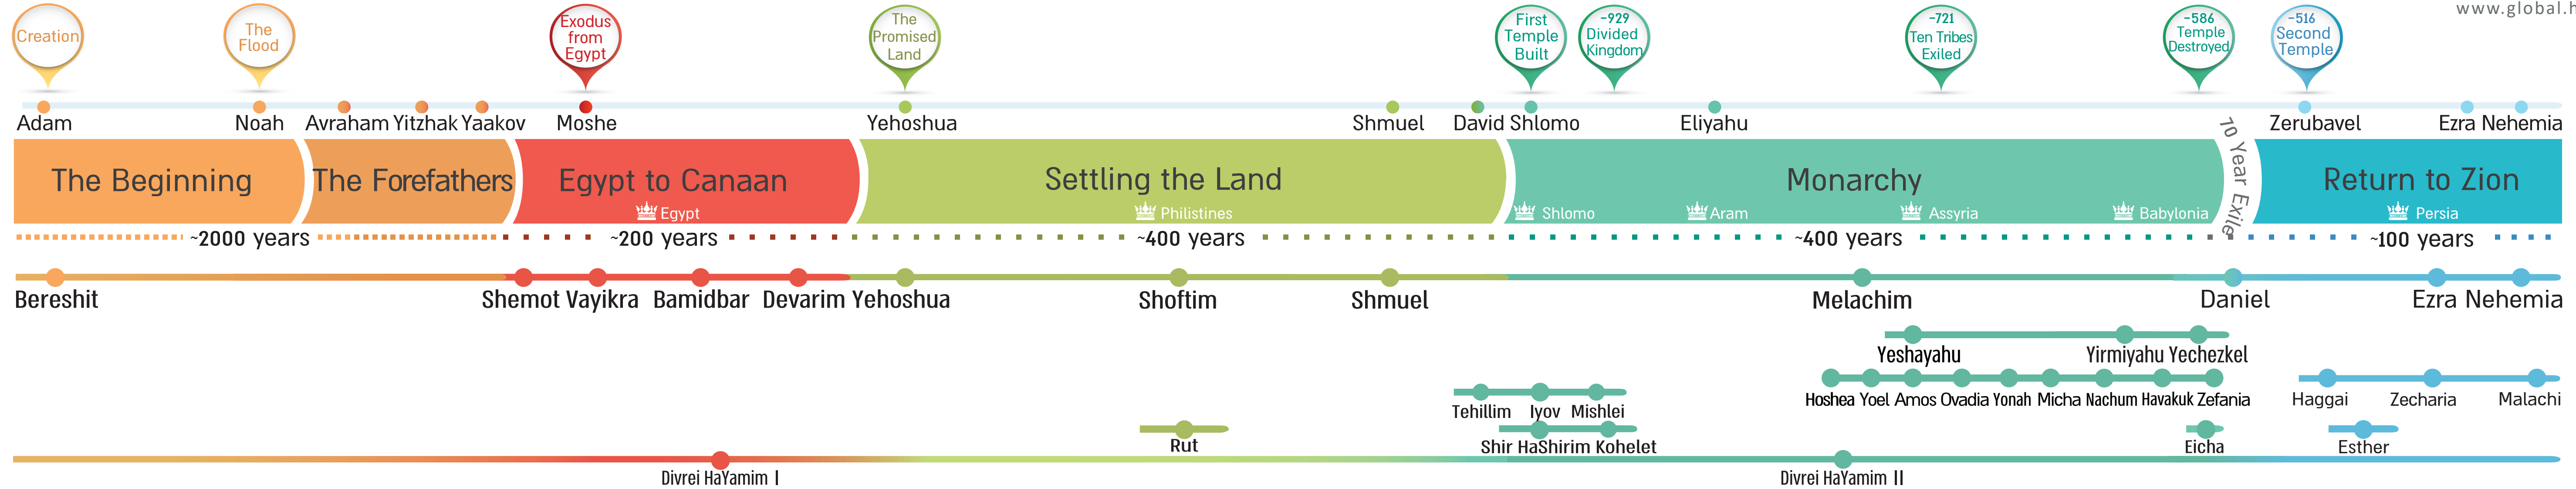 www.global.h
Creation
The
Flood
Exodus
from
Egypt
The
Promised
Land
First
Temple
Built
-929
Divided
Kingdom
-721
Ten Tribes
Exiled
-586
Temple
Destroyed
-516
Second
Temple
Adam Noah Avraham Yitzhak Yaakov Moshe Yehoshua Shmuel David Shlomo Eliyahu Zerubavel Ezra Nehemia
The Beginning The Forefathers Egypt to Canaan Settling the Land Monarchy 70 Year Exile Return to Zion
Egypt Philistines Shlomo Aram Assyria Babylonia Persia
~2000 years ~200 years ~400 years ~400 years ~100 years
Bereshit Shemot Vayikra Bamidbar Devarim Yehoshua Shoftim Shmuel Melachim Daniel Ezra Nehemia
Yeshayahu Yirmiyahu Yechezkel
Hoshea Yoel Amos Ovadia Yonah Micha Nachum Havakuk Zefania Haggai Zecharia Malachi
Tehillim Iyov Mishlei
Rut Shir HaShirim Kohelet Eicha Esther
Divrei HaYamim I Divrei HaYamim II